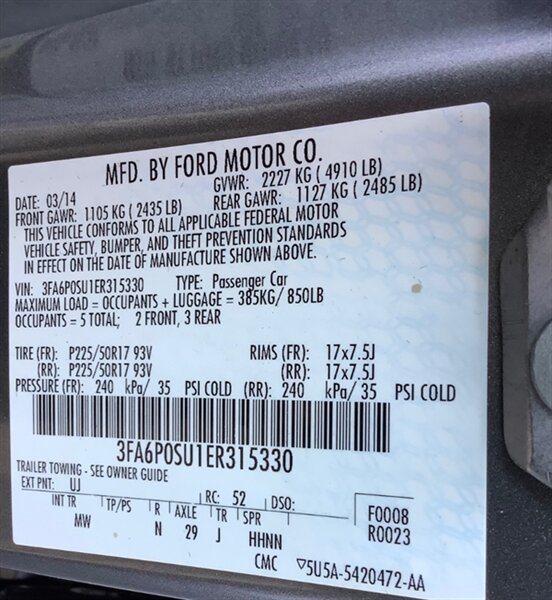 MFD. BY FORD MOTOR CO.
DATE: 03/14 GVWR: 2227 KG (4910 LB)
FRONT GAWR: 1105 KG (2435 LB) REAR GAWR: 1127 KG (2485 LB)
THIS VEHICLE CONFORMS TO ALL APPLICABLE FEDERAL MOTOR
VEHICLE SAFETY, BUMPER, AND THEFT PREVENTION STANDARDS
IN EFFECT ON THE DATE OF MANUFACTURE SHOWN ABOVE.
VIN: 3FA6P0SU1ER315330 TYPE: Passenger Car
MAXIMUM LOAD = OCCUPANTS + LUGGAGE = 385KG/ 850LB
OCCUPANTS = 5 TOTAL; 2 FRONT, 3 REAR
TIRE (FR): P225/50R17 93V RIMS (FR): 17x7.5J
(RR): P225/50R17 93V (RR): 17x7.5J
PRESSURE (FR): 240 kPa/ 35 PSI COLD (RR): 240 kPa/ 35 PSI COLD
3FA6P0SU1ER315330
TRAILER TOWING - SEE OWNER GUIDE
EXT PNT: UJ RC: 52 DSO:
INT TR TP/PS R AXLE TR SPR F0008
MW N 29 J HHNN R0023
CMC ▽5U5A-5420472-AA